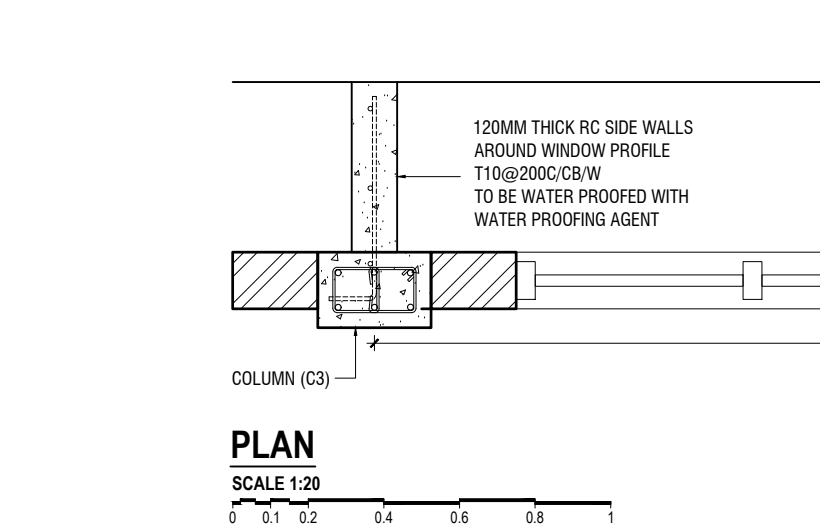 120MM THICK RC SIDE WALLS
AROUND WINDOW PROFILE
T10@200C/CB/W
TO BE WATER PROOFED WITH
WATER PROOFING AGENT
COLUMN (C3)
PLAN
SCALE 1:20
0 0.1 0.2 0.4 0.6 0.8 1